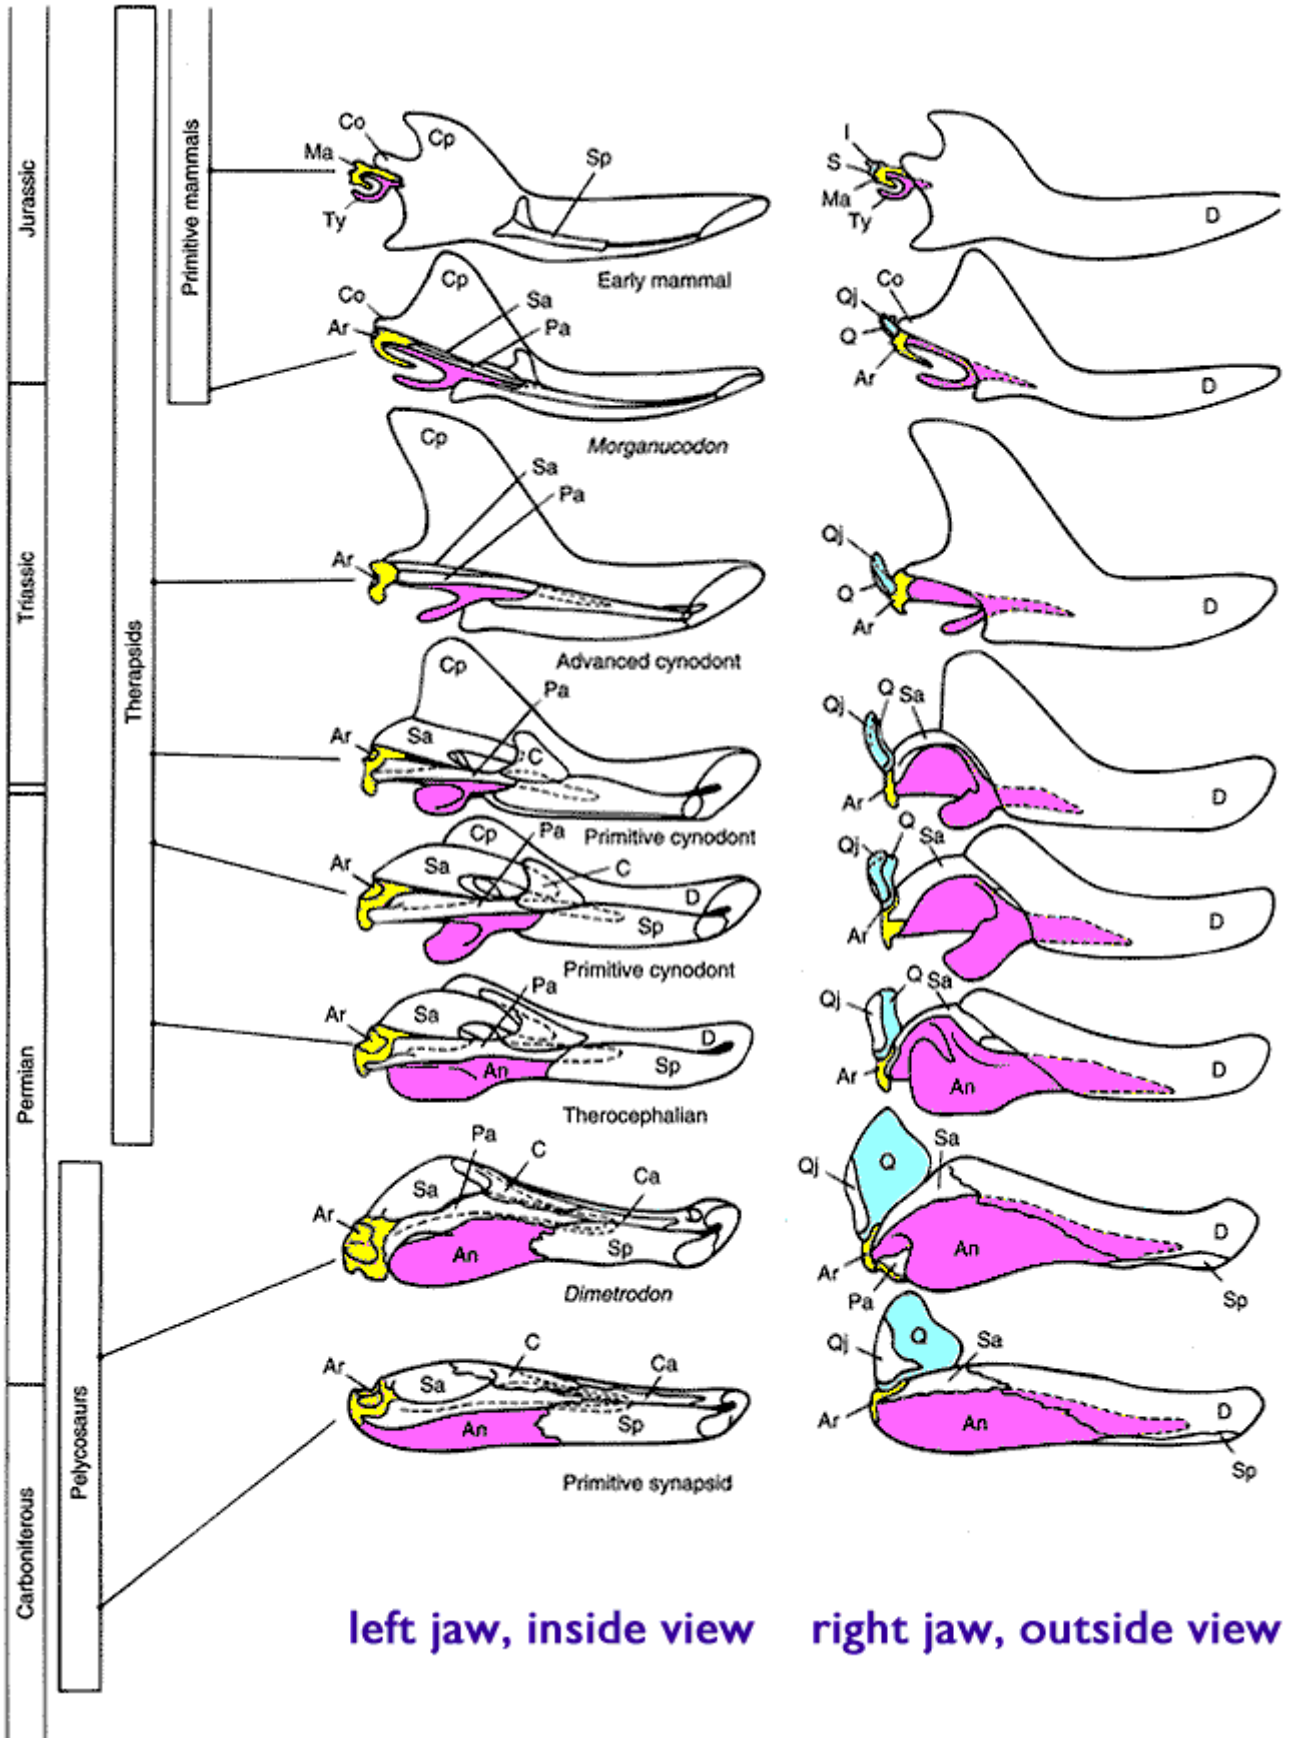 Jurassic
Triassic
Permian
Carboniferous
Primitive mammals
Therapsids
Pelycosaurs
Co
Cp
Ma
Ty
Sp
Early mammal
I
S
Ma
Ty
D
Co
Cp
Ar
Sa
Pa
Morganucodon
Qj
Co
Q
Ar
D
Cp
Sa
Pa
Ar
Advanced cynodont
Qj
Q
Ar
D
Cp
Pa
Ar
Sa
C
Primitive cynodont
Qj
Q
Sa
Ar
D
Cp
Pa
Ar
Sa
C
D
Sp
Primitive cynodont
Qj
Q
Sa
Ar
D
Pa
Ar
Sa
D
An
Sp
Therocephalian
Qj
Q
Sa
Ar
An
D
Pa
C
Ca
Sa
Ar
An
Sp
D
Dimetrodon
Qj
Q
Sa
An
Ar
Pa
D
Sp
Ar
C
Ca
Sa
An
Sp
Primitive synapsid
Qj
Q
Sa
Ar
An
D
Sp
left jaw, inside view
right jaw, outside view